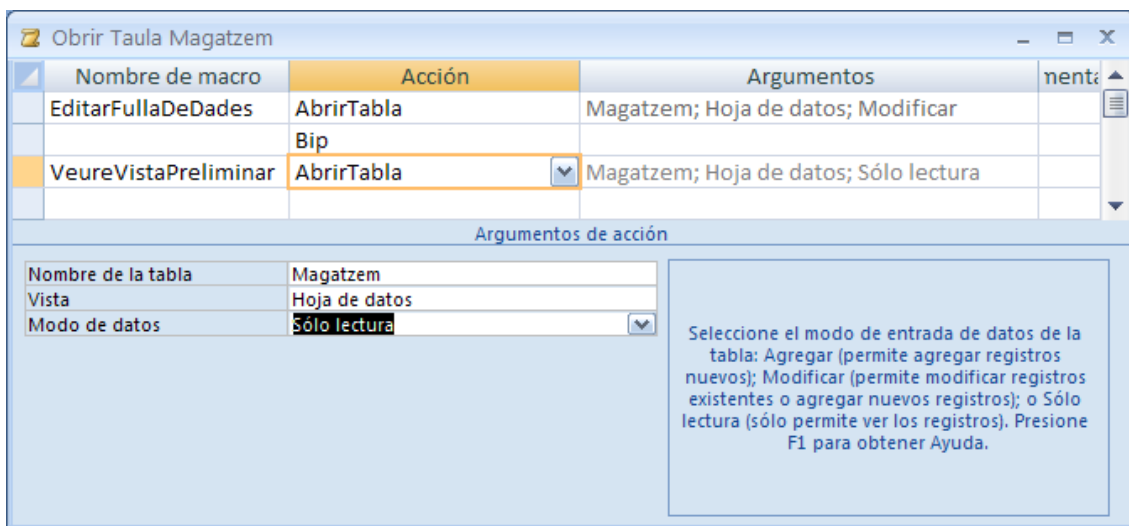 Obrir Taula Magatzem
Nombre de macro Acción Argumentos
EditarFullaDeDades AbrirTabla Magatzem; Hoja de datos; Modificar
Bip
VeureVistaPreliminar AbrirTabla Magatzem; Hoja de datos; Sólo lectura
Argumentos de acción
Nombre de la tabla Magatzem
Vista Hoja de datos
Modo de datos Sólo lectura
Seleccione el modo de entrada de datos de la
tabla: Agregar (permite agregar registros
nuevos); Modificar (permite modificar registros
existentes o agregar nuevos registros); o Sólo
lectura (sólo permite ver los registros). Presione
F1 para obtener Ayuda.